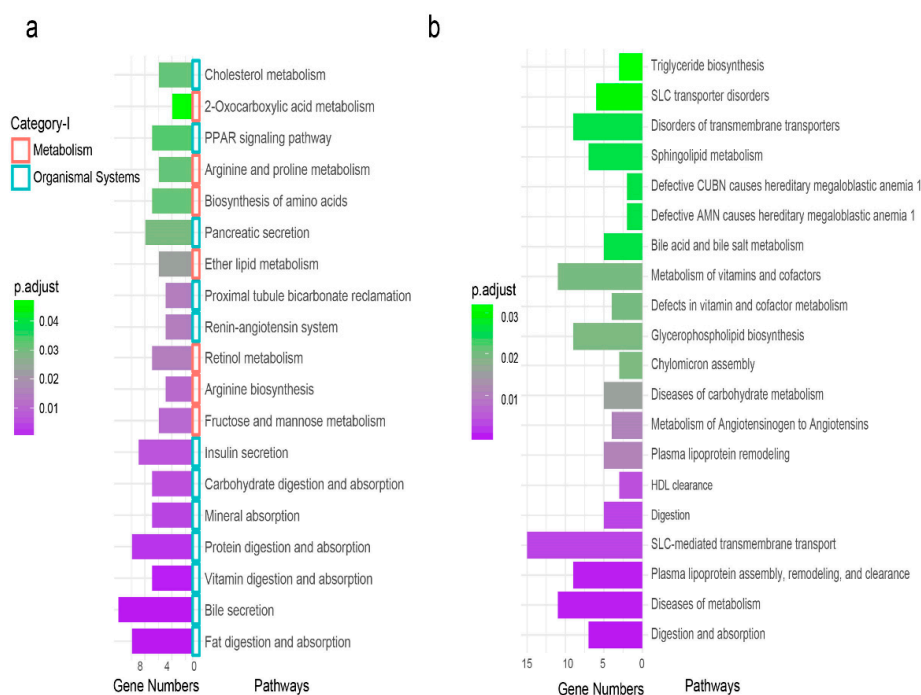 a
Category-I
Metabolism
Organismal Systems
p.adjust
0.04
0.03
0.02
0.01
Cholesterol metabolism
2-Oxocarboxylic acid metabolism
PPAR signaling pathway
Arginine and proline metabolism
Biosynthesis of amino acids
Pancreatic secretion
Ether lipid metabolism
Proximal tubule bicarbonate reclamation
Renin-angiotensin system
Retinol metabolism
Arginine biosynthesis
Fructose and mannose metabolism
Insulin secretion
Carbohydrate digestion and absorption
Mineral absorption
Protein digestion and absorption
Vitamin digestion and absorption
Bile secretion
Fat digestion and absorption
8 4 0
Gene Numbers Pathways
b
p.adjust
0.03
0.02
0.01
Triglyceride biosynthesis
SLC transporter disorders
Disorders of transmembrane transporters
Sphingolipid metabolism
Defective CUBN causes hereditary megaloblastic anemia 1
Defective AMN causes hereditary megaloblastic anemia 1
Bile acid and bile salt metabolism
Metabolism of vitamins and cofactors
Defects in vitamin and cofactor metabolism
Glycerophospholipid biosynthesis
Chylomicron assembly
Diseases of carbohydrate metabolism
Metabolism of Angiotensinogen to Angiotensins
Plasma lipoprotein remodeling
HDL clearance
Digestion
SLC-mediated transmembrane transport
Plasma lipoprotein assembly, remodeling, and clearance
Diseases of metabolism
Digestion and absorption
15 10 5 0
Gene Numbers Pathways